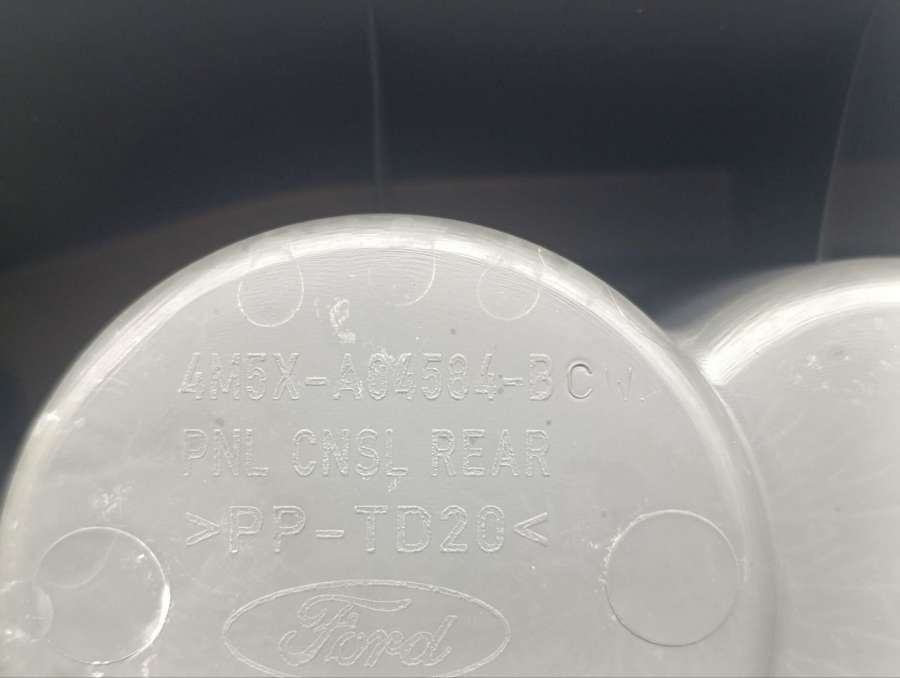 4M5X-A04584-BCW
PNL CNSL REAR
>PP-TD20<
Ford